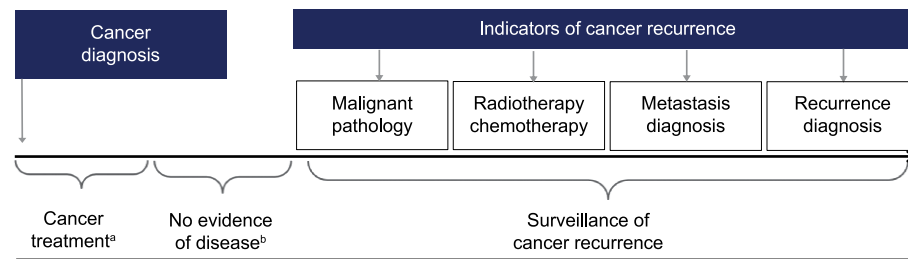 Cancer
diagnosis
Indicators of cancer recurrence
Malignant
pathology
Radiotherapy
chemotherapy
Metastasis
diagnosis
Recurrence
diagnosis
Cancer
treatmentᵃ
No evidence
of diseaseᵇ
Surveillance of
cancer recurrence